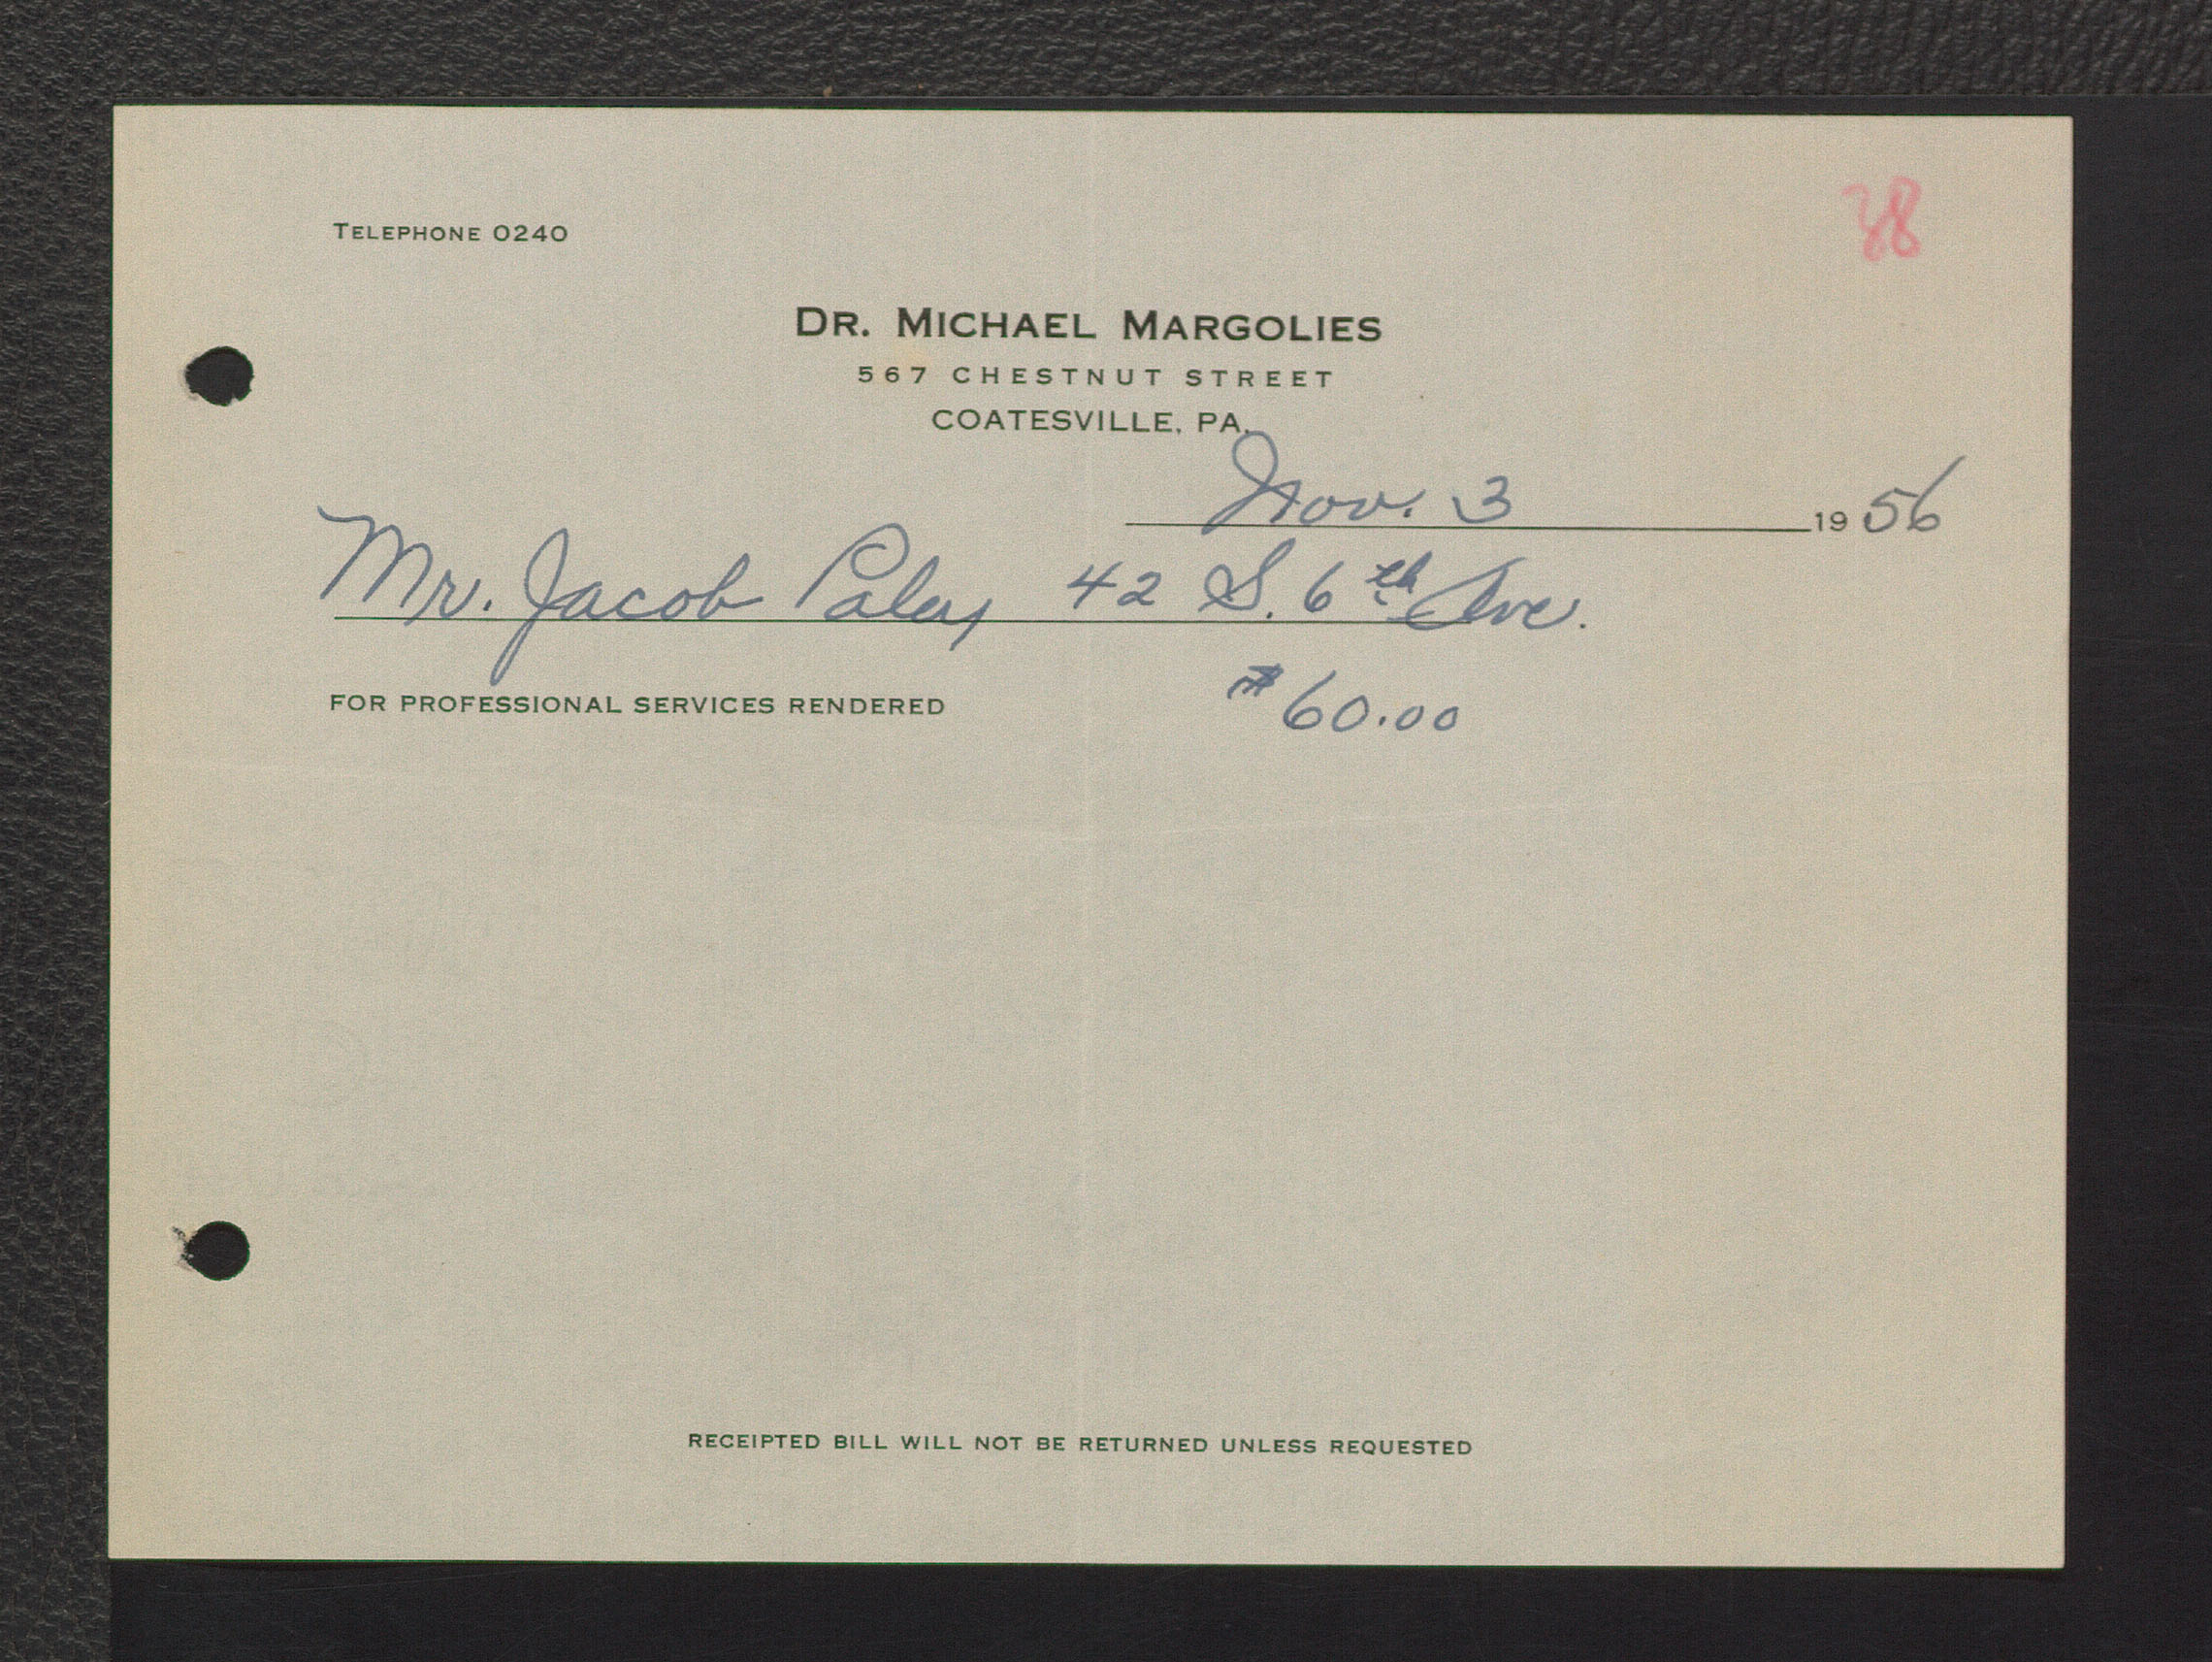 38
TELEPHONE 0240
DR. MICHAEL MARGOLIES
567 CHESTNUT STREET
COATESVILLE, PA.
Nov. 3 1956
Mr. Jacob Paley 42 S. 6th Ave.
FOR PROFESSIONAL SERVICES RENDERED $60.00
RECEIPTED BILL WILL NOT BE RETURNED UNLESS REQUESTED